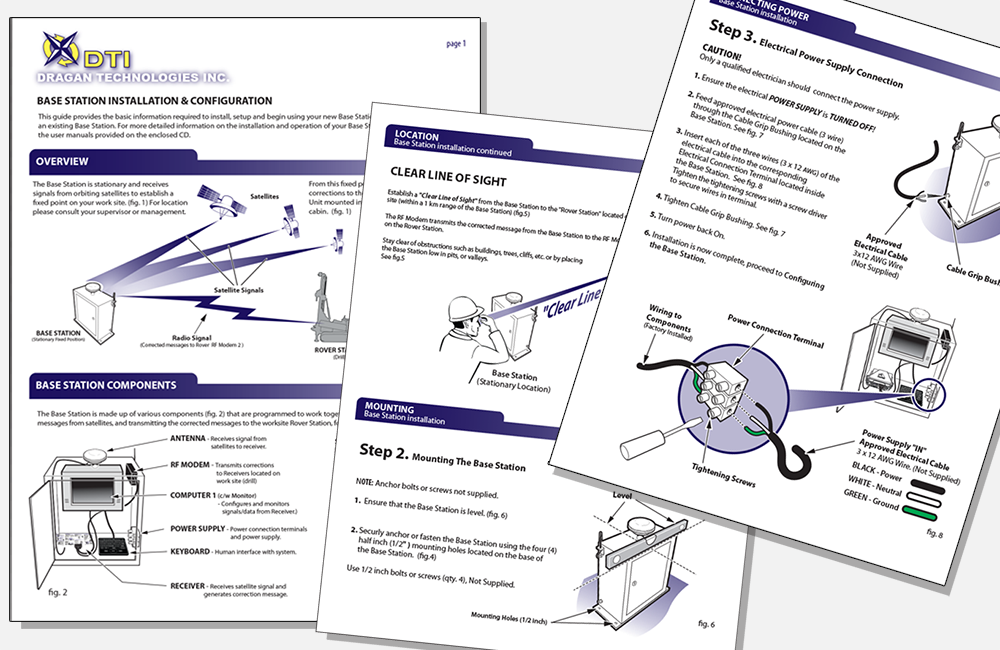 DTI
DRAGAN TECHNOLOGIES INC.
page 1
BASE STATION INSTALLATION & CONFIGURATION
This guide provides the basic information required to install, setup and begin using your new Base
an existing Base Station. For more detailed information on the installation and operation of your Base
the user manuals provided on the enclosed CD.
OVERVIEW
The Base Station is stationary and receives
signals from orbiting satellites to establish a
fixed point on your work site. (fig. 1) For location
please consult your supervisor or management.
Satellites
From this fixed
corrections to the
Unit mounted in
cabin. (fig. 1)
Satellite Signals
BASE STATION
(Stationary Fixed Position)
Radio Signal
(Corrected messages to Rover RF Modem 2 )
ROVER
(Drill)
BASE STATION COMPONENTS
The Base Station is made up of various components (fig. 2) that are programmed to work
messages from satellites, and transmitting the corrected messages to the worksite Rover Station,
ANTENNA - Receives signal from
satellites to receiver.
RF MODEM - Transmits corrections
to Receivers located on
work site (drill)
COMPUTER 1 (c/w Monitor)
- Configures and monitors
signals/data from Receiver.)
POWER SUPPLY - Power connection terminals
and power supply.
KEYBOARD - Human interface with system.
RECEIVER - Receives satellite signal and
generates correction message.
fig. 2
LOCATION
Base Station installation continued
CLEAR LINE OF SIGHT
Establish a "Clear Line of Sight" from the Base Station to the "Rover Station" located
site (within a 1 km range of the Base Station) (fig.5)
The RF Modem transmits the corrected message from the Base Station to the RF
on the Rover Station.
Stay clear of obstructions such as buildings, trees, cliffs, etc. or by placing
the Base Station low in pits, or valleys.
See fig.5
"Clear Line
Base Station
(Stationary Location)
MOUNTING
Base Station installation
Step 2. Mounting The Base Station
NOTE: Anchor bolts or screws not supplied.
1. Ensure that the Base Station is level. (fig. 6)
2. Securly anchor or fasten the Base Station using the four (4)
half inch (1/2" ) mounting holes located on the base of
the Base Station. (fig.4)
Use 1/2 inch bolts or screws (qty. 4), Not Supplied.
Level
Mounting Holes (1/2 inch)
fig. 6
POWER
Base Station installation
Step 3. Electrical Power Supply Connection
CAUTION!
Only a qualified electrician should connect the power supply.
1. Ensure the electrical POWER SUPPLY is TURNED OFF!
2. Feed approved electrical power cable (3 wire)
through the Cable Grip Bushing located on the
Base Station. See fig. 7
3. Insert each of the three wires (3 x 12 AWG) of the
electrical cable into the corresponding
Electrical Connection Terminal located inside
the Base Station. See fig. 8
Tighten the tightening screws with a screw driver
to secure wires in terminal.
4. Tighten Cable Grip Bushing. See fig. 7
5. Turn power back On.
6. Installation is now complete, proceed to Configuring
the Base Station.
Approved
Electrical Cable
3x12 AWG Wire
(Not Supplied)
Cable Grip
Wiring to
Components
(Factory Installed)
Power Connection Terminal
Tightening Screws
Power Supply "IN"
Approved Electrical Cable
3 x 12 AWG Wire. (Not Supplied)
BLACK - Power
WHITE - Neutral
GREEN - Ground
fig. 8